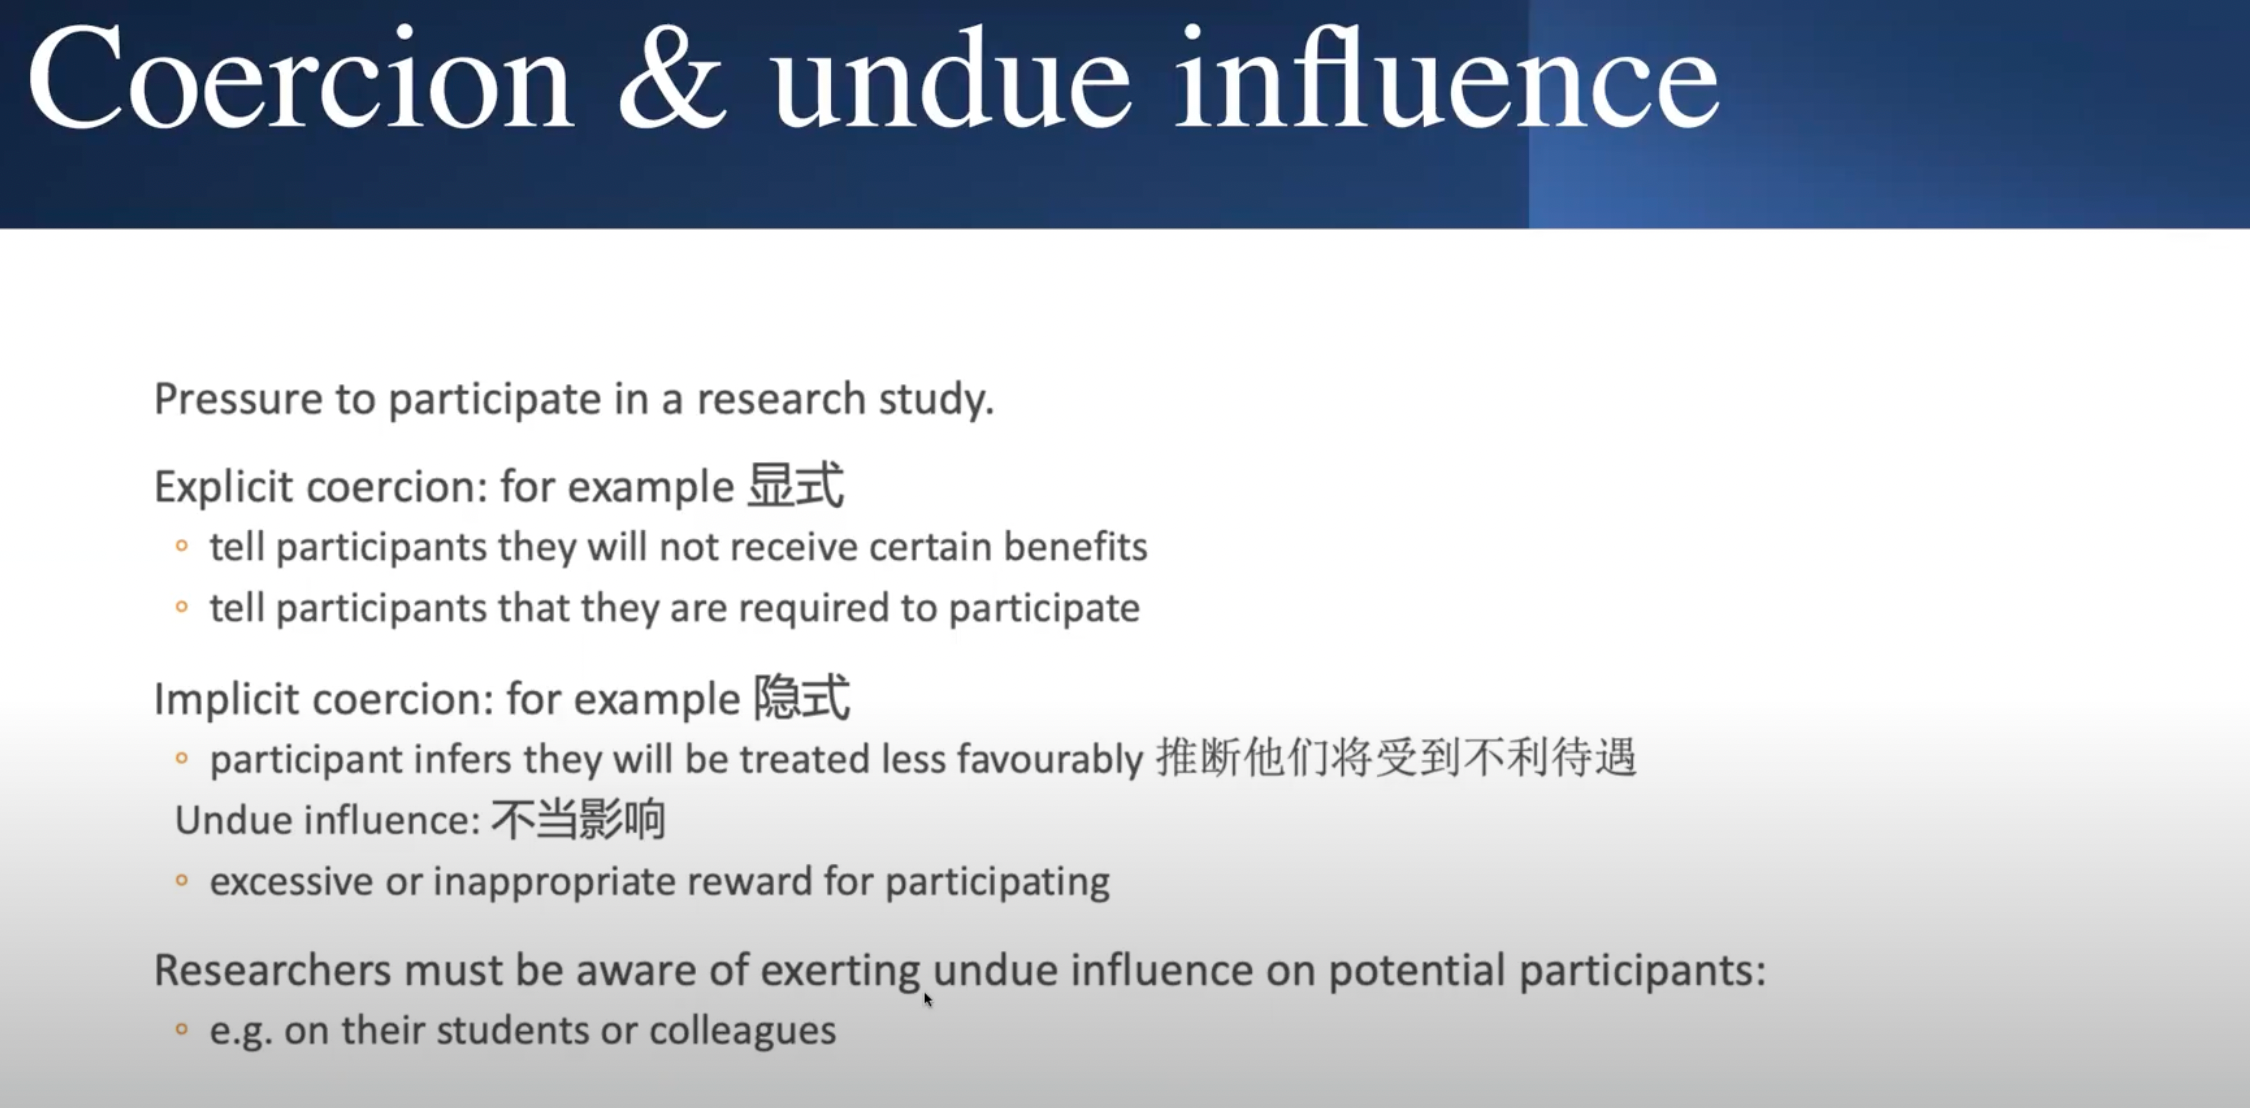 Coercion & undue influence
Pressure to participate in a research study.
Explicit coercion: for example 显式
tell participants they will not receive certain benefits
tell participants that they are required to participate
Implicit coercion: for example 隐式
participant infers they will be treated less favourably 推断他们将受到不利待遇
Undue influence: 不当影响
excessive or inappropriate reward for participating
Researchers must be aware of exerting undue influence on potential participants:
e.g. on their students or colleagues